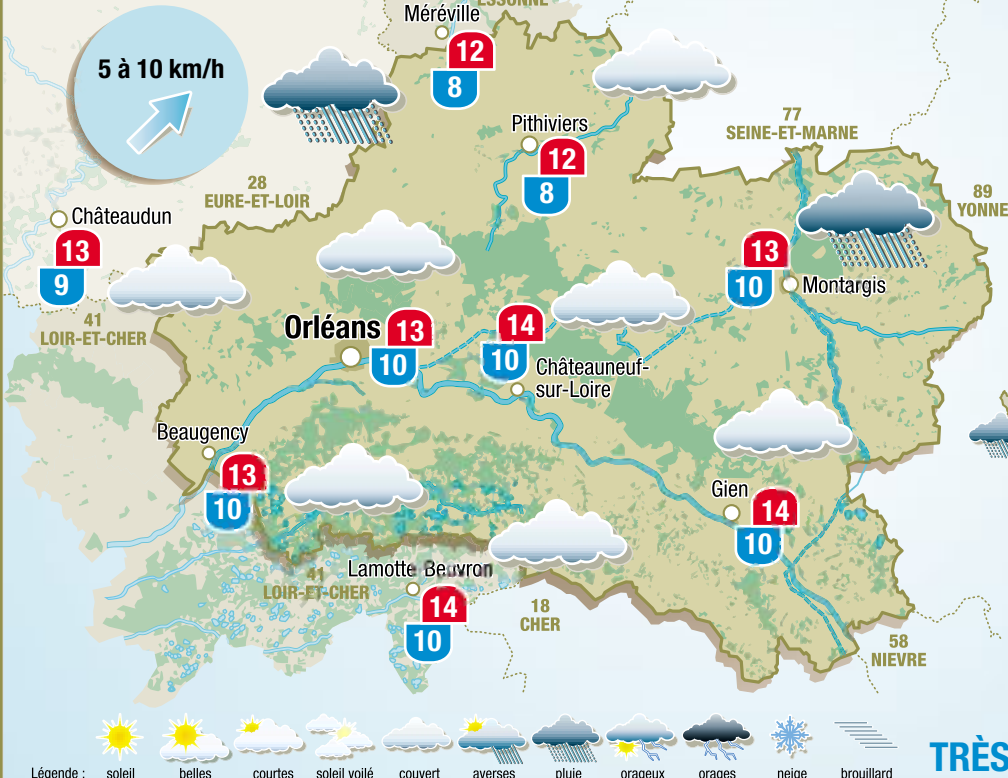 ESSONNE
Méréville
12
8
5 à 10 km/h
Pithiviers
12
8
77
SEINE-ET-MARNE
28
EURE-ET-LOIR
89
YONNE
Châteaudun
13
9
13
10
Montargis
41
LOIR-ET-CHER
Orléans
13
10
14
10
Châteauneuf-
sur-Loire
Beaugency
13
10
Gien
14
10
41
LOIR-ET-CHER
Lamotte Beuvron
14
10
18
CHER
58
NIEVRE
TRÈS
Légende : soleil belles courtes soleil voilé couvert averses pluie orageux orages neige brouillard